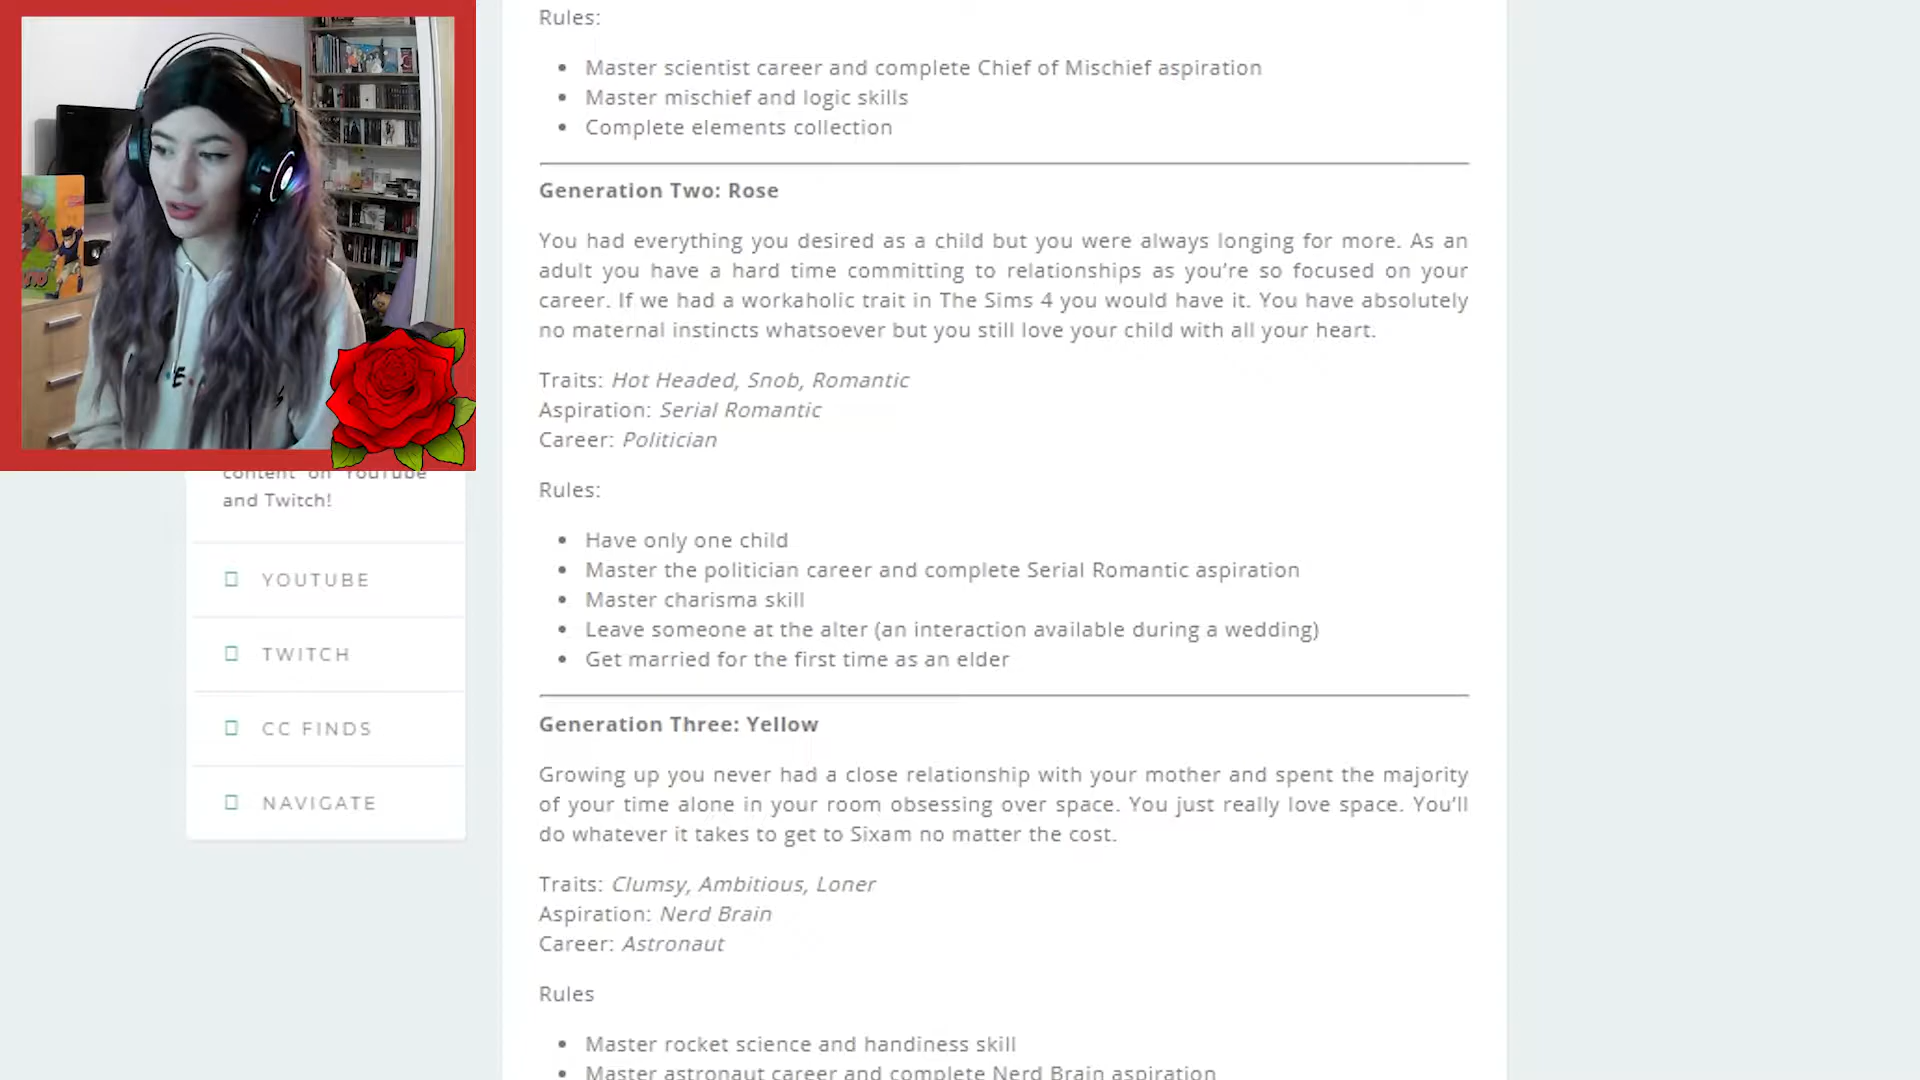 Rules:
Master scientist career and complete Chief of Mischief aspiration
Master mischief and logic skills
Complete elements collection
Generation Two: Rose
You had everything you desired as a child but you were always longing for more. As an
adult you have a hard time committing to relationships as you're so focused on your
career. If we had a workaholic trait in The Sims 4 you would have it. You have absolutely
no maternal instincts whatsoever but you still love your child with all your heart.
Traits: Hot Headed, Snob, Romantic
Aspiration: Serial Romantic
Career: Politician
Rules:
Have only one child
Master the politician career and complete Serial Romantic aspiration
Master charisma skill
Leave someone at the alter (an interaction available during a wedding)
Get married for the first time as an elder
Generation Three: Yellow
Growing up you never had a close relationship with your mother and spent the majority
of your time alone in your room obsessing over space. You just really love space. You'll
do whatever it takes to get to Sixam no matter the cost.
Traits: Clumsy, Ambitious, Loner
Aspiration: Nerd Brain
Career: Astronaut
Rules
Master rocket science and handiness skill
Master astronaut career and complete Nerd Brain aspiration
content on YouTube
and Twitch!
YOUTUBE
TWITCH
CC FINDS
NAVIGATE